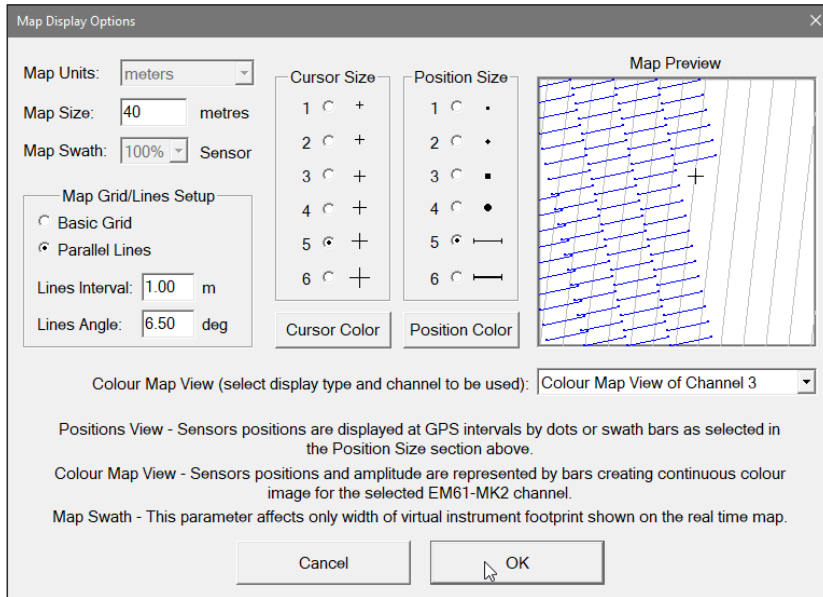 Map Display Options
Map Units: meters
Map Size: 40 metres
Map Swath: 100% Sensor
Map Grid/Lines Setup
Basic Grid
Parallel Lines
Lines Interval: 1.00 m
Lines Angle: 6.50 deg
Cursor Size
1
2
3
4
5
6
Cursor Color
Position Size
1
2
3
4
5
6
Position Color
Map Preview
Colour Map View (select display type and channel to be used): Colour Map View of Channel 3
Positions View - Sensors positions are displayed at GPS intervals by dots or swath bars as selected in
the Position Size section above.
Colour Map View - Sensors positions and amplitude are represented by bars creating continuous colour
image for the selected EM61-MK2 channel.
Map Swath - This parameter affects only width of virtual instrument footprint shown on the real time map.
Cancel
OK